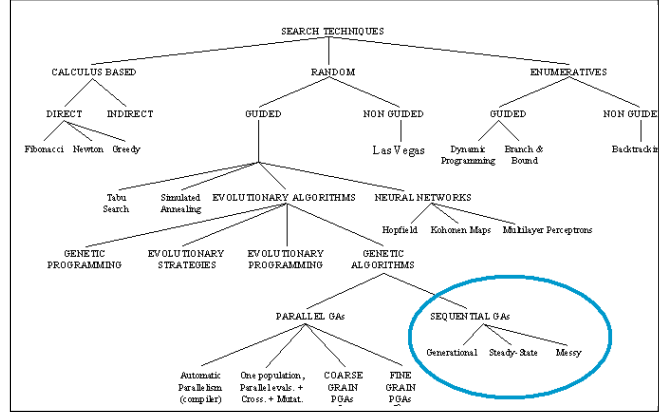 SEARCH TECHNIQUES
CALCULUS BASED RANDOM ENUMERATIVES
DIRECT INDIRECT GUIDED NON GUIDED GUIDED NON GUIDE
Fibonacci Newton Greedy Las Vegas Dynamic Programming Branch & Bound Backtrackin
Tabu Search Simulated Annealing EVOLUTIONARY ALGORITHMS NEURAL NETWORKS
Hopfield Kohonen Maps Multilayer Perceptrons
GENETIC PROGRAMMING EVOLUTIONARY STRATEGIES EVOLUTIONARY PROGRAMMING GENETIC ALGORITHMS
PARALLEL GAs SEQUENTIAL GAs
Generational Steady-State Messy
Automatic Parallelism (compiler) One population, Parallel evals. + Cross. + Mutat. COARSE GRAIN PGAs FINE GRAIN PGAs